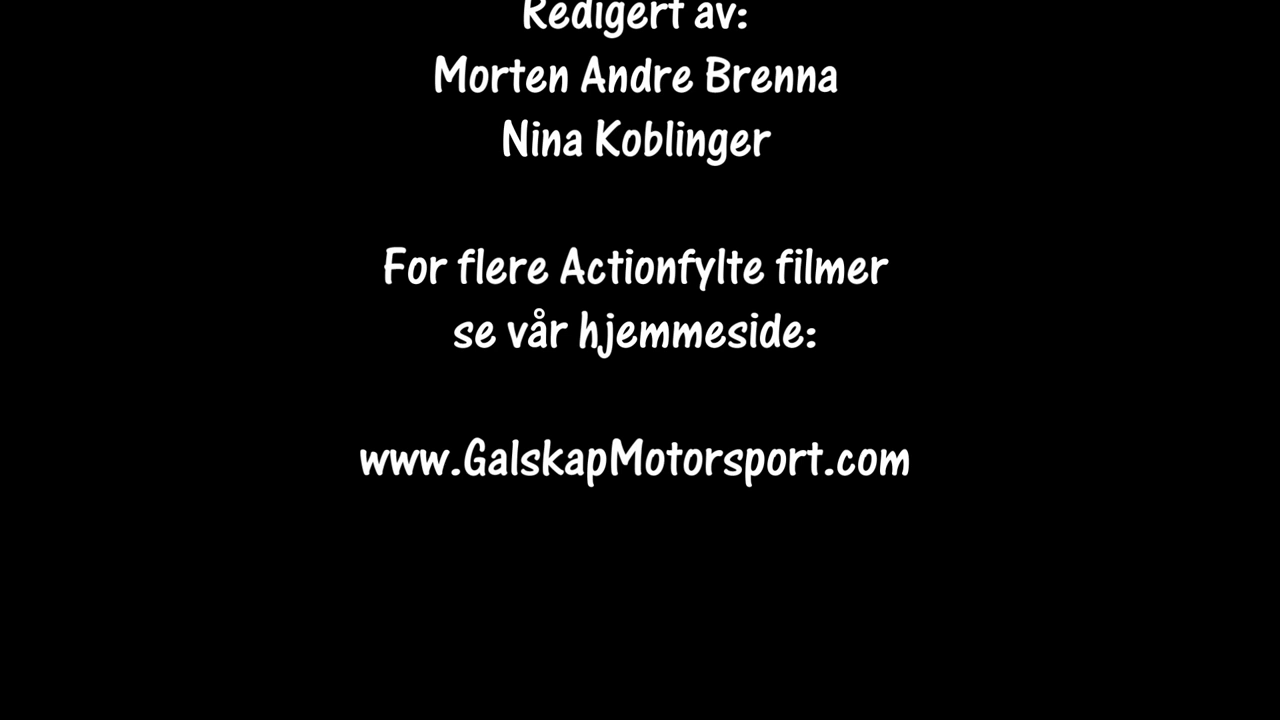 Redigert av:
Morten Andre Brenna
Nina Koblinger
For flere Actionfylte filmer
se vår hjemmeside:
www.GalskapMotorsport.com